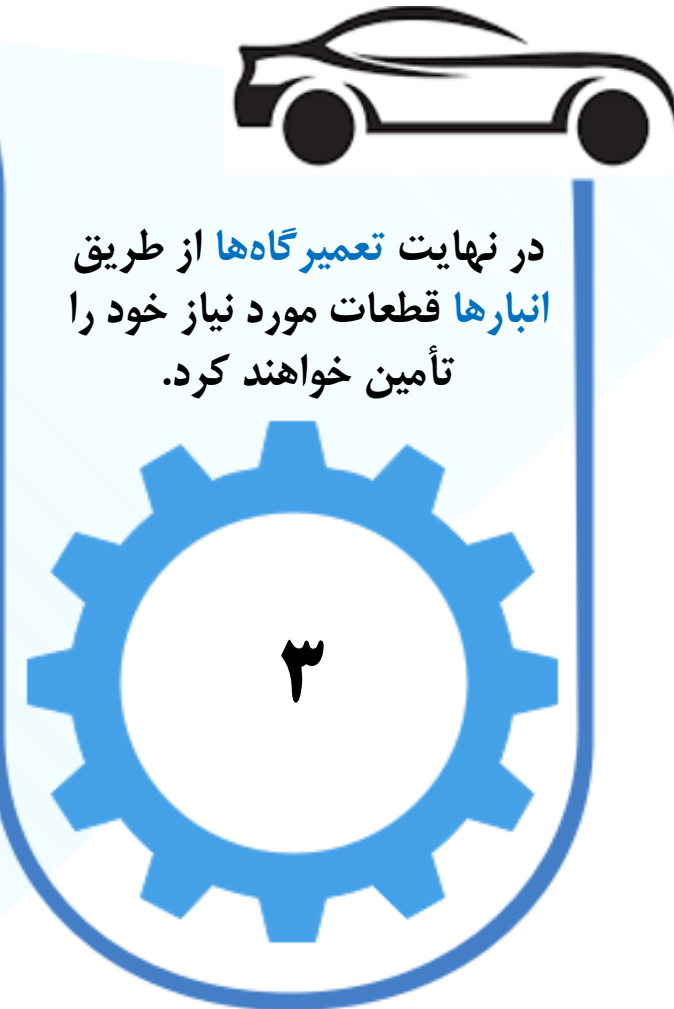 در نهایت تعمیرگاه‌ها از طریق
انبارها قطعات مورد نیاز خود را
تأمین خواهند کرد.
۳